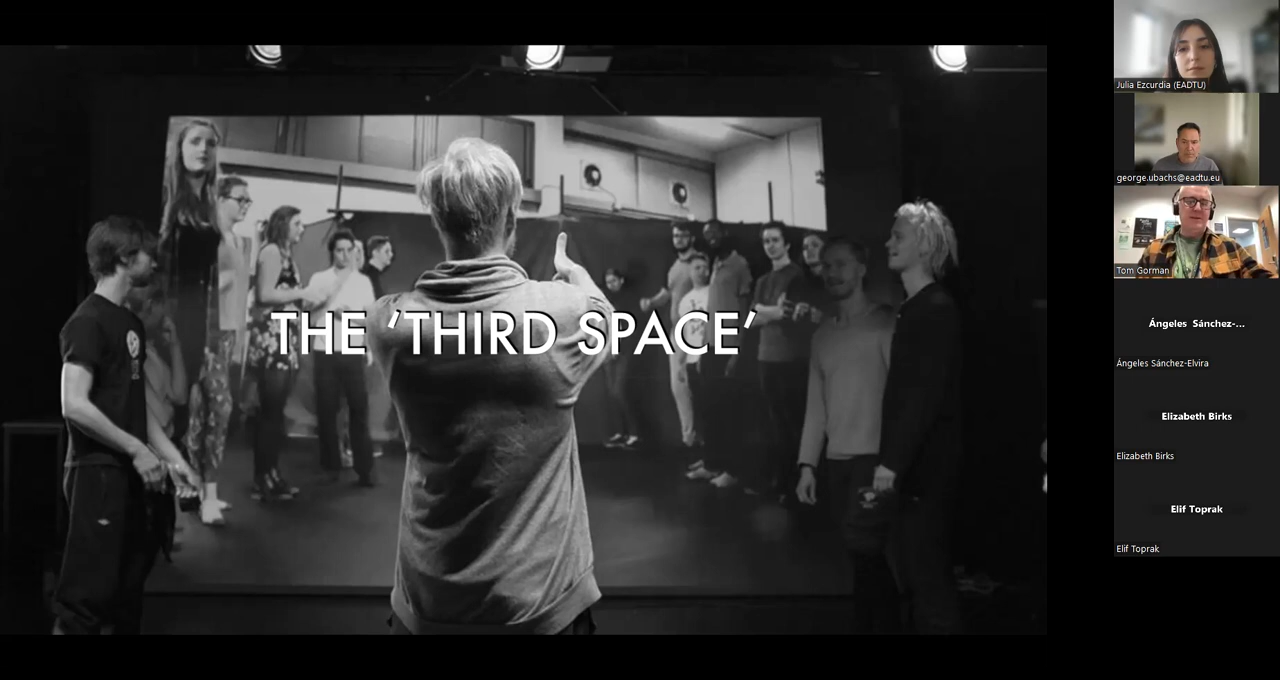 THE ‘THIRD SPACE’
Julia Ezcurdia (EADTU)
george.ubachs@eadtu.eu
Tom Gorman
Ángeles Sánchez-...
Ángeles Sánchez-Elvira
Elizabeth Birks
Elizabeth Birks
Elif Toprak
Elif Toprak